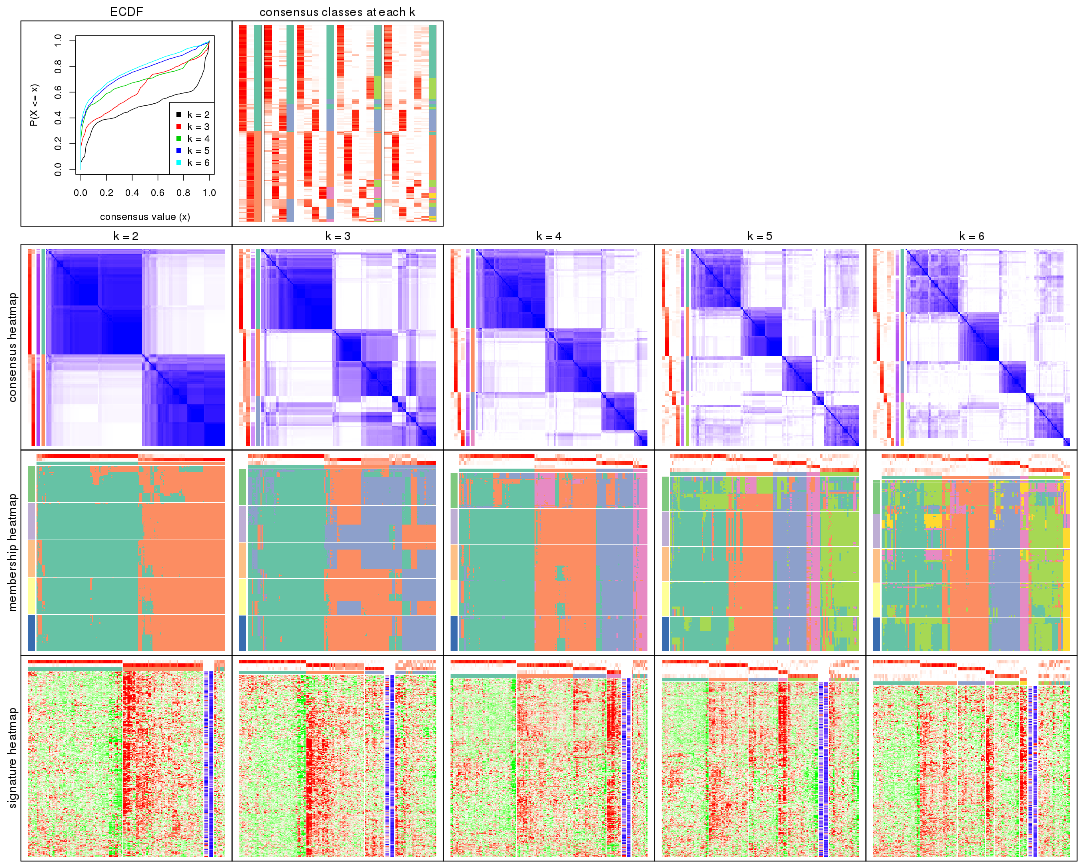 ECDF
consensus classes at each k
P(X <= x)
0.0 0.2 0.4 0.6 0.8 1.0
k = 2
k = 3
k = 4
k = 5
k = 6
0.0 0.2 0.4 0.6 0.8 1.0
consensus value (x)
k = 2
k = 3
k = 4
k = 5
k = 6
consensus heatmap
membership heatmap
signature heatmap